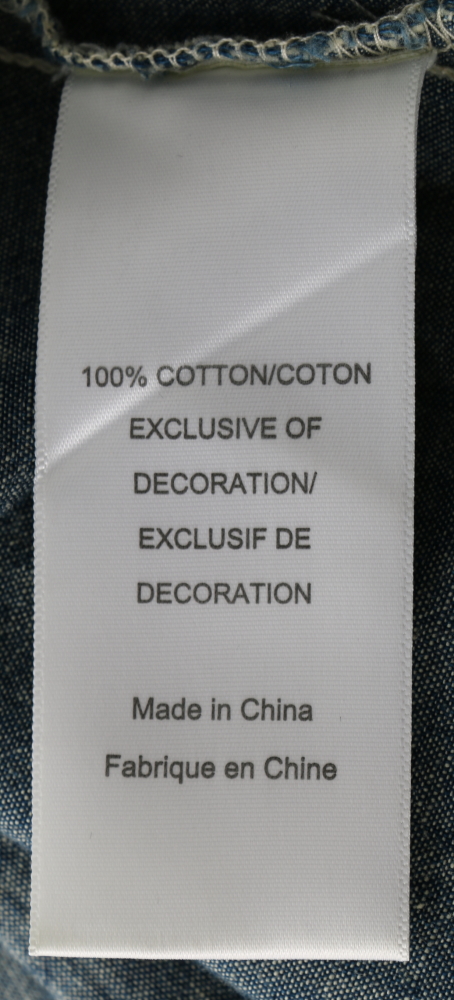 100% COTTON/COTON
EXCLUSIVE OF
DECORATION/
EXCLUSIF DE
DECORATION
Made in China
Fabrique en Chine